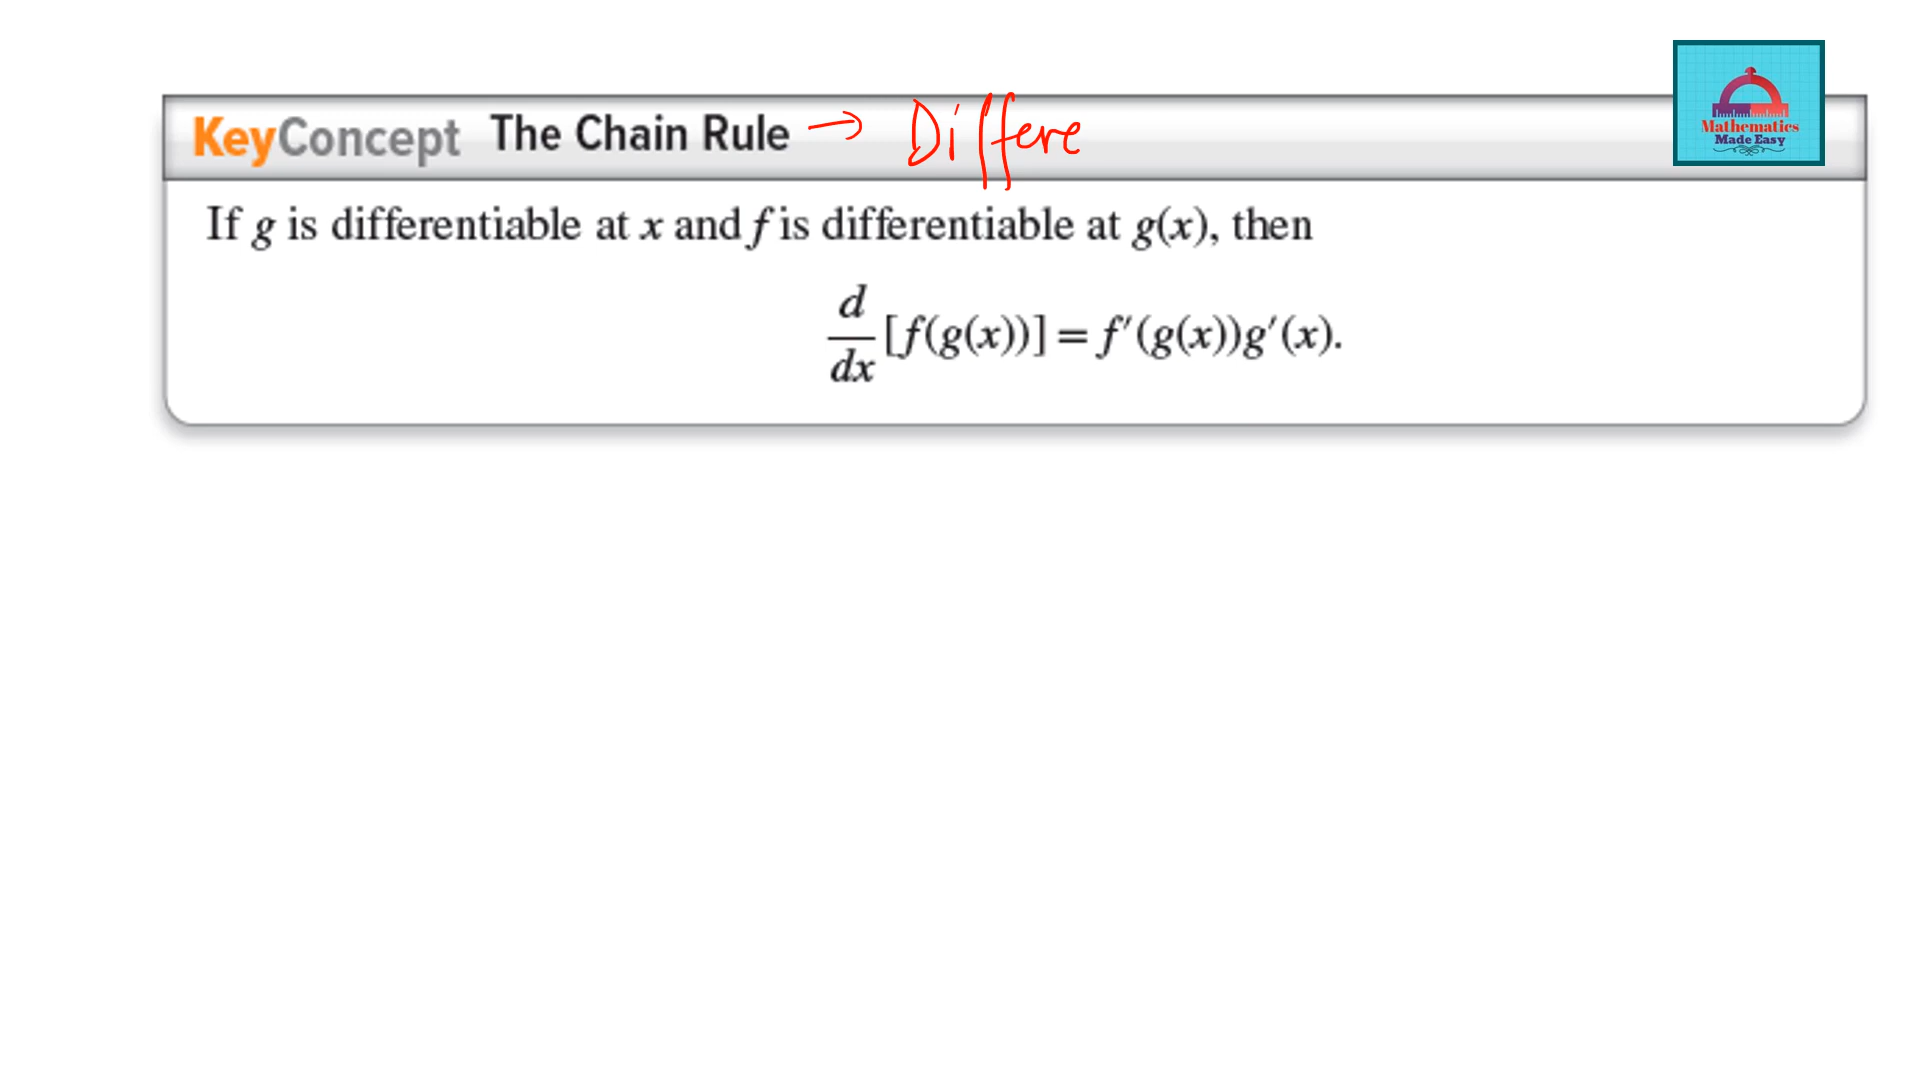 KeyConcept The Chain Rule → Differe
Mathematics
Made Easy
If g is differentiable at x and f is differentiable at g(x), then
d/dx [f(g(x))] = f′(g(x))g′(x).